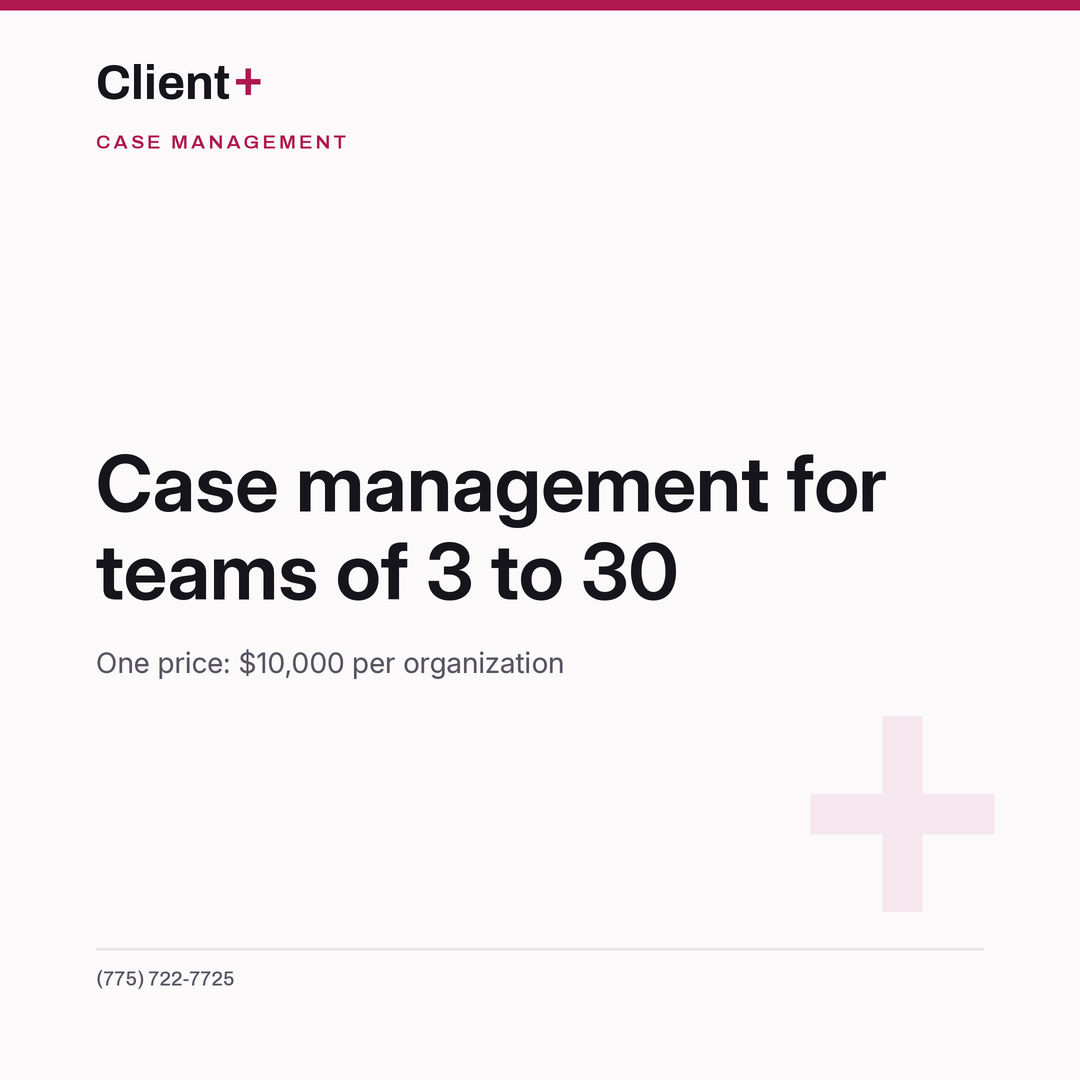 Client+
CASE MANAGEMENT
Case management for
teams of 3 to 30
One price: $10,000 per organization
(775) 722-7725